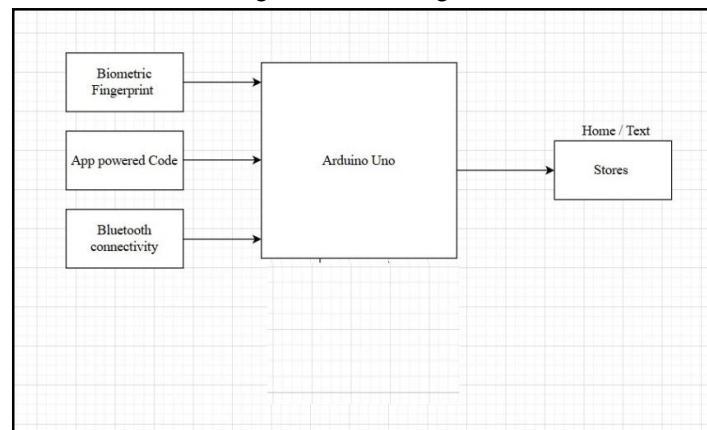 Biometric
Fingerprint
App powered Code
Bluetooth
connectivity
Arduino Uno
Home / Text
Stores